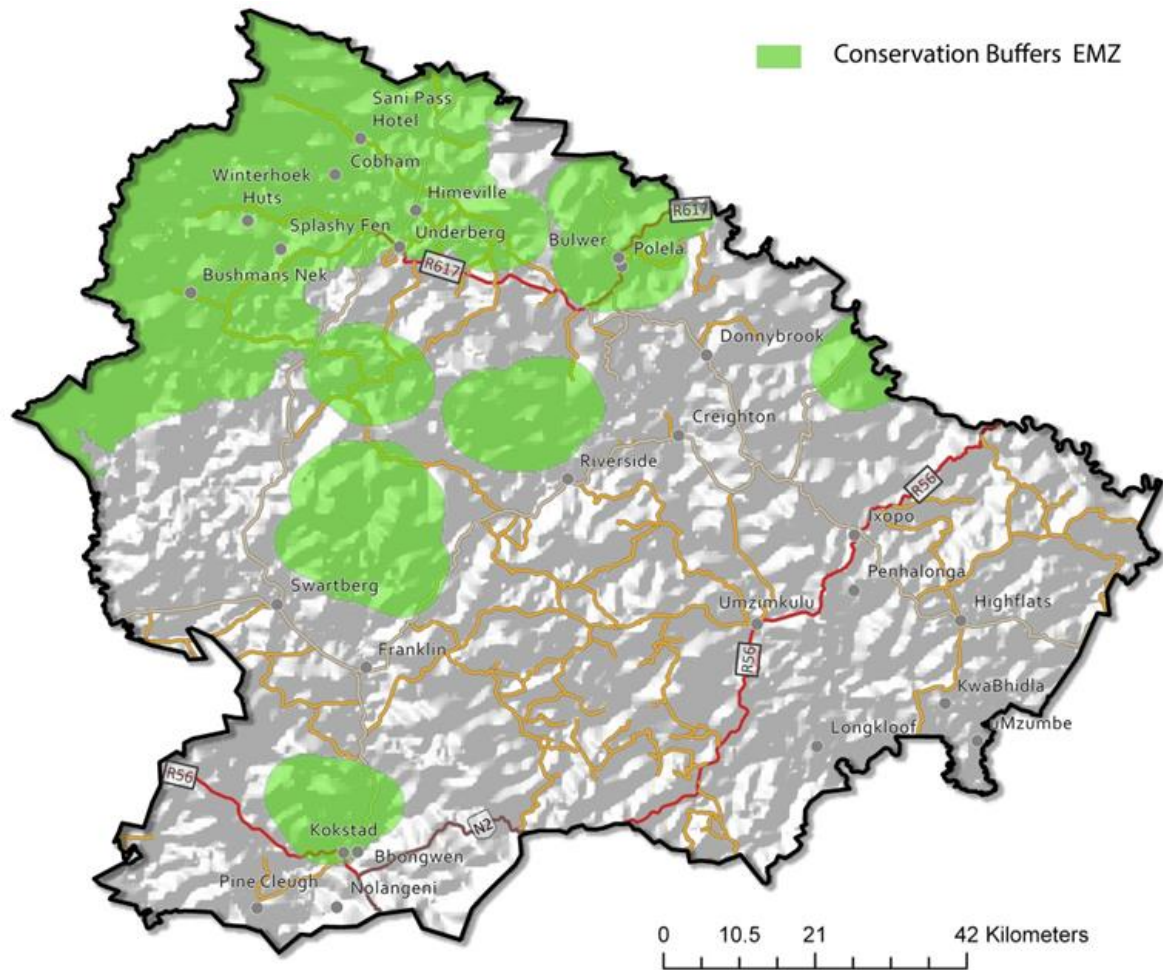 Conservation Buffers EMZ
Sani Pass
Hotel
Cobham
Winterhoek
Huts
Himeville
Splashy Fen
Underberg
R617
Bulwer
Polela
R617
Bushmans Nek
Donnybrook
Creighton
Riverside
R56
Ixopo
Penhalonga
Swartberg
Umzimkulu
Highflats
Franklin
R56
KwaBhidla
Longkloof
uMzumbe
R56
Kokstad
N2
Bhongwen
Pine Cleugh
Nolangeni
0 10.5 21 42 Kilometers